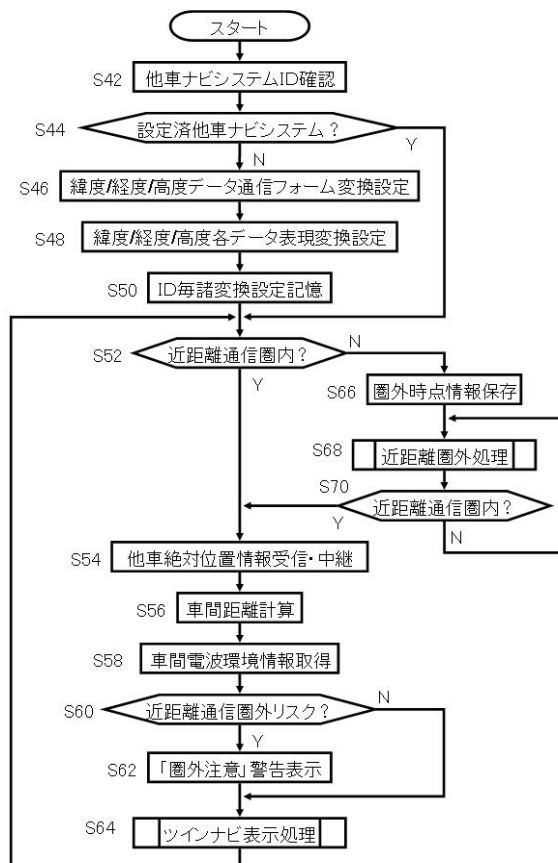 スタート
S42 他車ナビシステムID確認
S44 設定済他車ナビシステム？
Y
N
S46 緯度/経度/高度データ通信フォーム変換設定
S48 緯度/経度/高度各データ表現変換設定
S50 ID毎諸変換設定記憶
S52 近距離通信圏内？
N
Y
S66 圏外時点情報保存
S68 近距離圏外処理
S70 近距離通信圏内？
Y
N
S54 他車絶対位置情報受信・中継
S56 車間距離計算
S58 車間電波環境情報取得
S60 近距離通信圏外リスク？
N
Y
S62 「圏外注意」警告表示
S64 ツインナビ表示処理